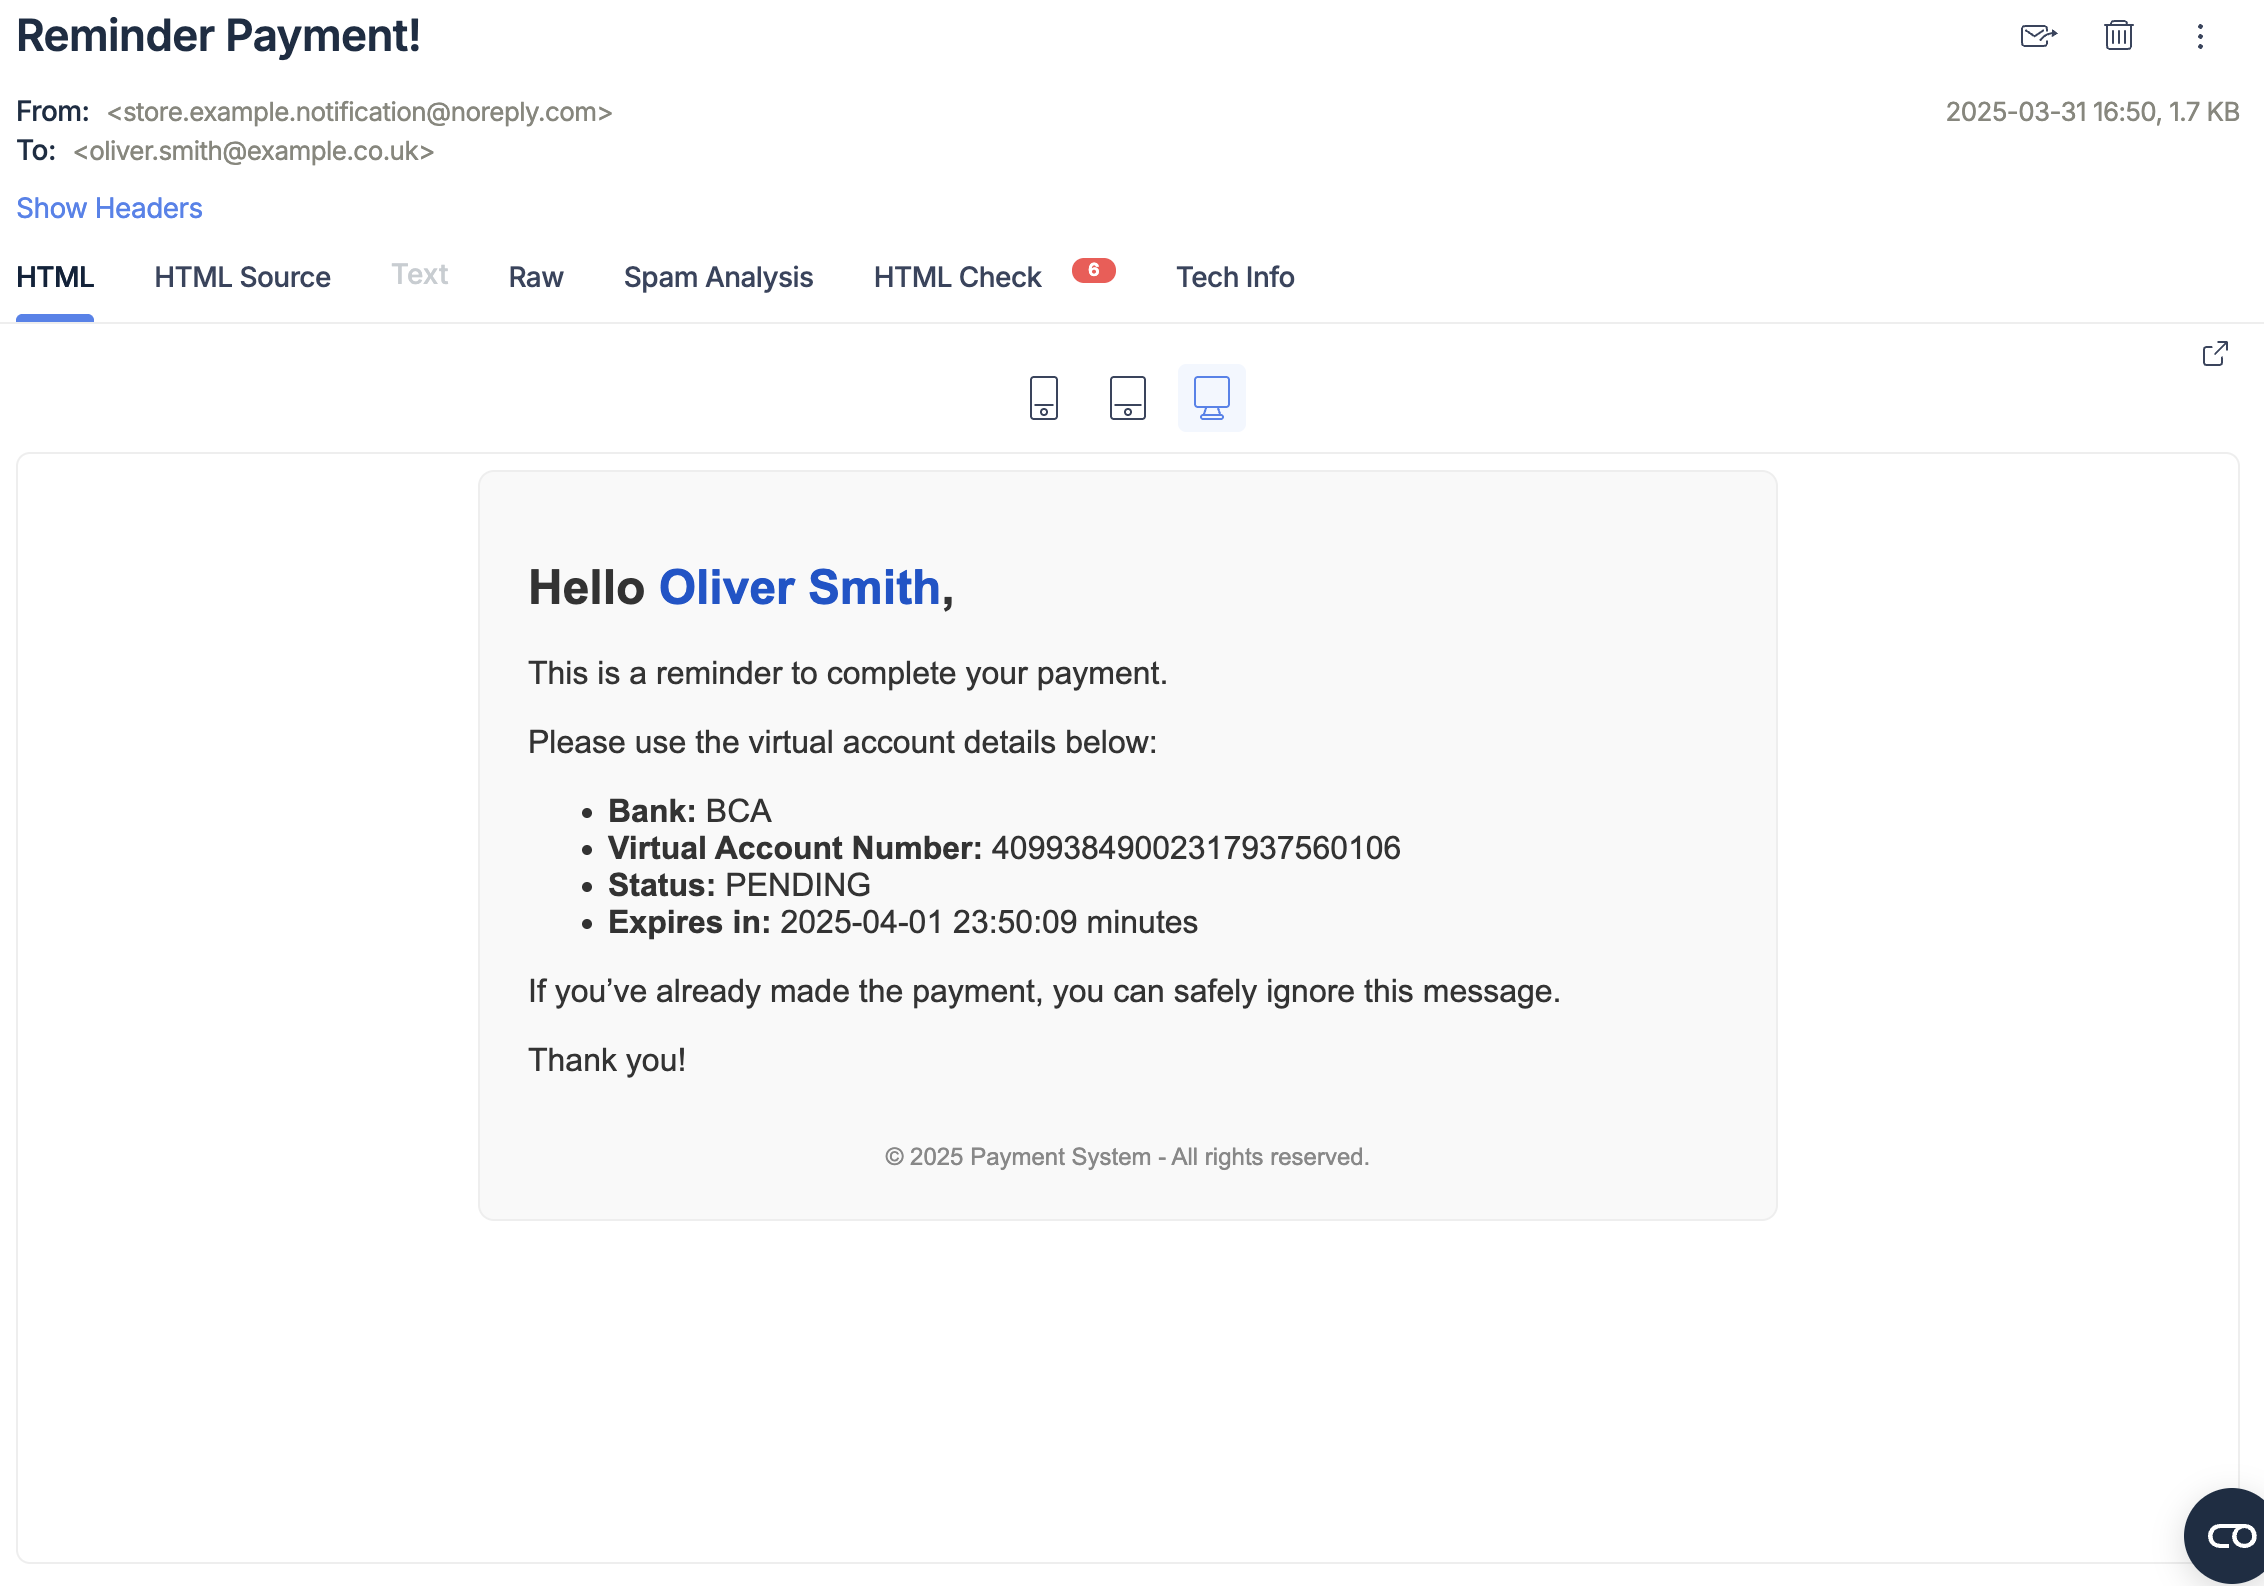 Reminder Payment!
From: <store.example.notification@noreply.com>
2025-03-31 16:50, 1.7 KB
To: <oliver.smith@example.co.uk>
Show Headers
HTML HTML Source Text Raw Spam Analysis HTML Check 6 Tech Info
Hello Oliver Smith,
This is a reminder to complete your payment.
Please use the virtual account details below:
• Bank: BCA
• Virtual Account Number: 40993849002317937560106
• Status: PENDING
• Expires in: 2025-04-01 23:50:09 minutes
If you’ve already made the payment, you can safely ignore this message.
Thank you!
© 2025 Payment System - All rights reserved.